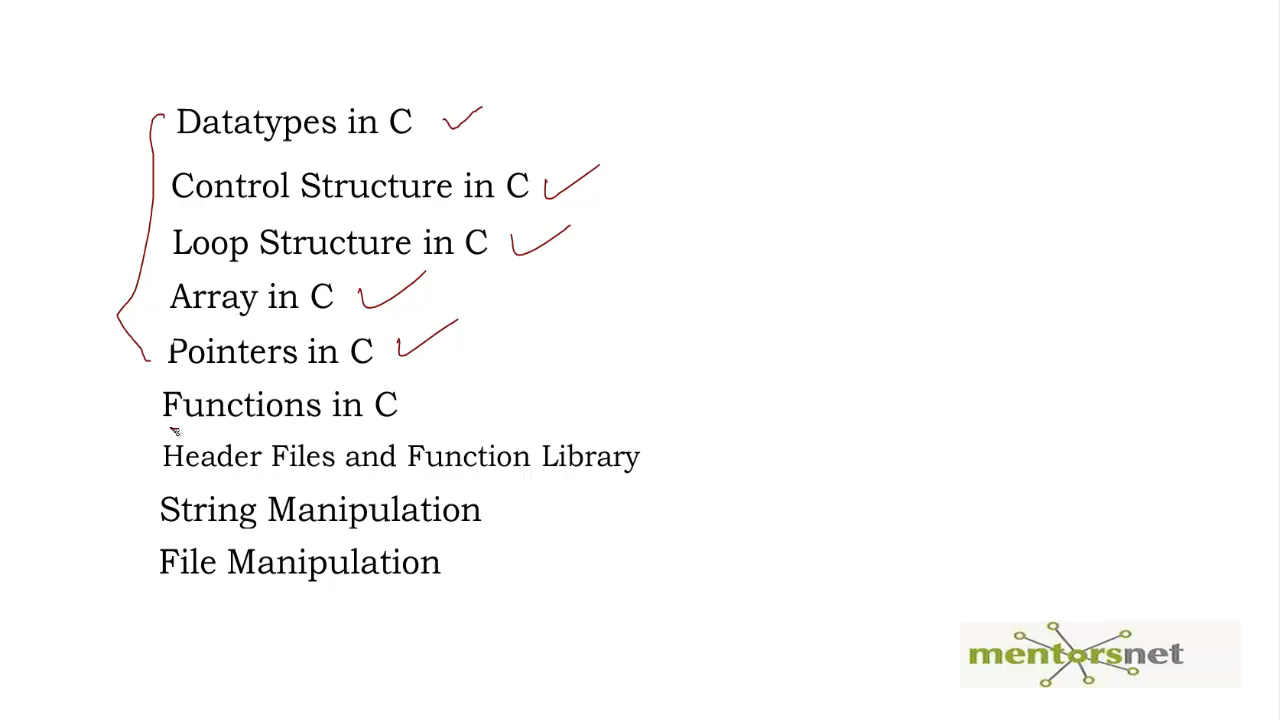 Datatypes in C
Control Structure in C
Loop Structure in C
Array in C
Pointers in C
Functions in C
Header Files and Function Library
String Manipulation
File Manipulation
mentorsnet